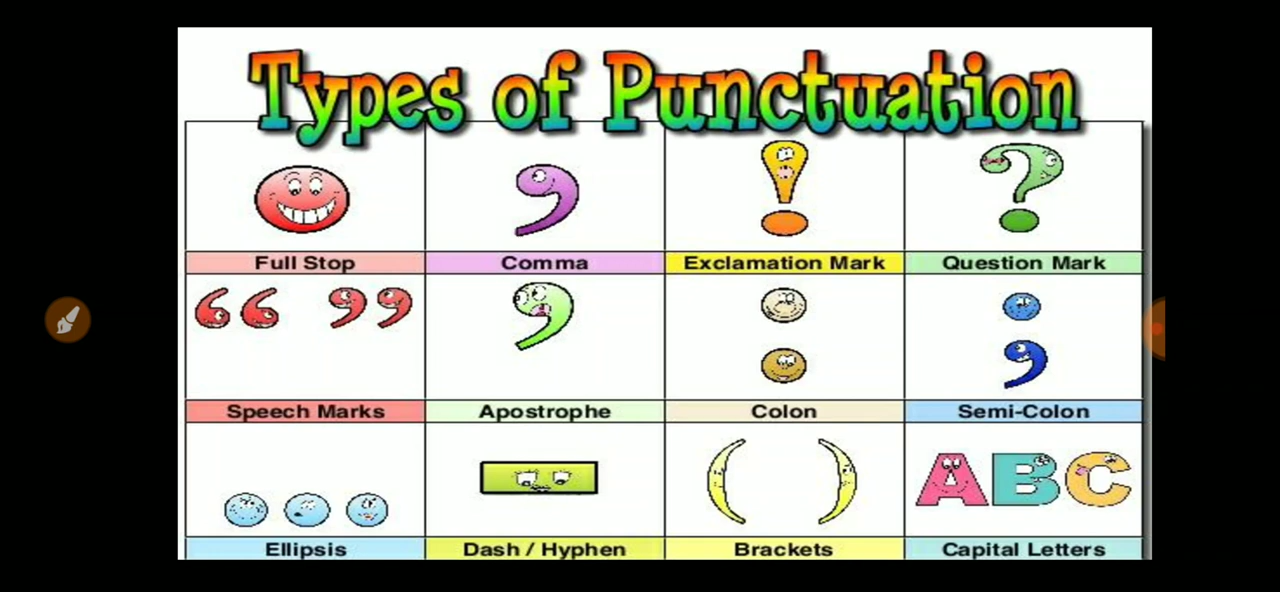 Types of Punctuation
Full Stop
Comma
Exclamation Mark
Question Mark
Speech Marks
Apostrophe
Colon
Semi-Colon
ABC
Ellipsis
Dash / Hyphen
Brackets
Capital Letters